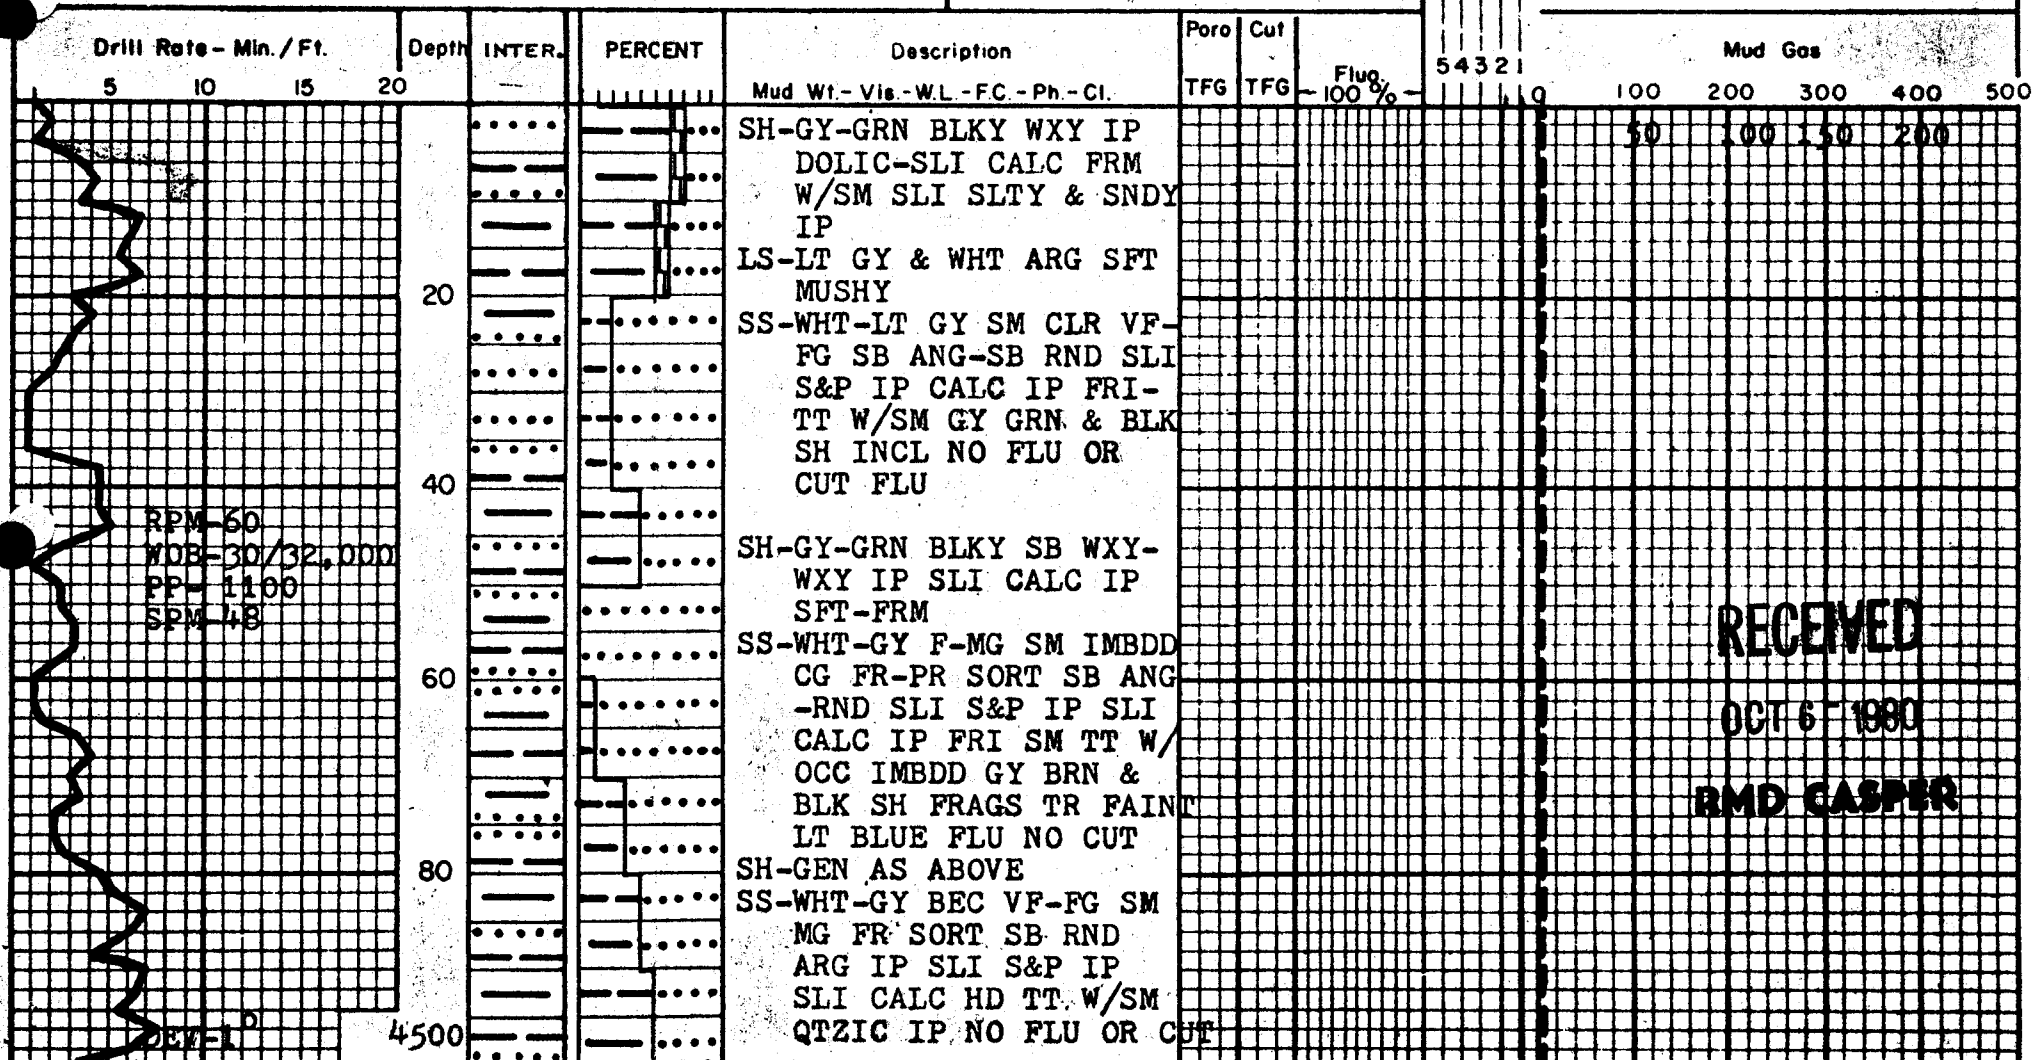 Drill Rate - Min./Ft.
5 10 15 20
Depth
INTER.
PERCENT
Description
Mud Wt.- Vis.-W.L.-F.C.-Ph.-Cl.
Poro Cut
TFG TFG
Fluo
100 %
5 4 3 2 1
Mud Gas
0 100 200 300 400 500
50 100 150 200
SH-GY-GRN BLKY WXY IP
DOLIC-SLI CALC FRM
W/SM SLI SLTY & SNDY
IP
LS-LT GY & WHT ARG SFT
MUSHY
20
SS-WHT-LT GY SM CLR VF-
FG SB ANG-SB RND SLI
S&P IP CALC IP FRI-
TT W/SM GY GRN & BLK
SH INCL NO FLU OR
CUT FLU
40
RPM-60
WOB-30/32,000
PP- 1100
SPM-48
SH-GY-GRN BLKY SB WXY-
WXY IP SLI CALC IP
SFT-FRM
SS-WHT-GY F-MG SM IMBDD
CG FR-PR SORT SB ANG
-RND SLI S&P IP SLI
CALC IP FRI SM TT W/
OCC IMBDD GY BRN &
BLK SH FRAGS TR FAINT
LT BLUE FLU NO CUT
60
RECEIVED
OCT 6 - 1980
RMD CASPER
80
SH-GEN AS ABOVE
SS-WHT-GY BEC VF-FG SM
MG FR SORT SB RND
ARG IP SLI S&P IP
SLI CALC HD TT W/SM
QTZIC IP NO FLU OR CUT
DEV-1°
4500